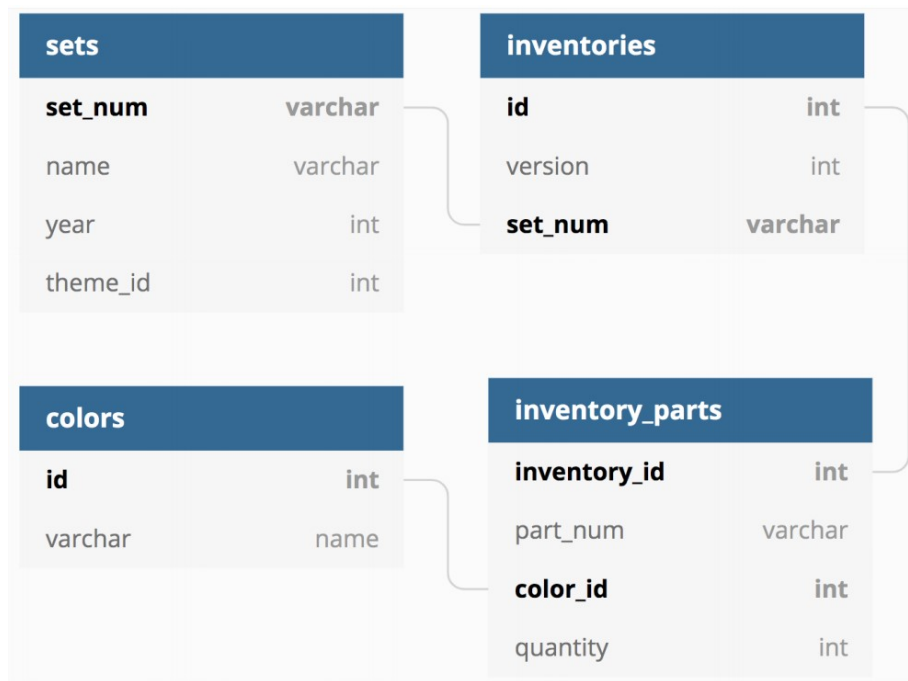 sets
set_num varchar
name varchar
year int
theme_id int
inventories
id int
version int
set_num varchar
colors
id int
varchar name
inventory_parts
inventory_id int
part_num varchar
color_id int
quantity int